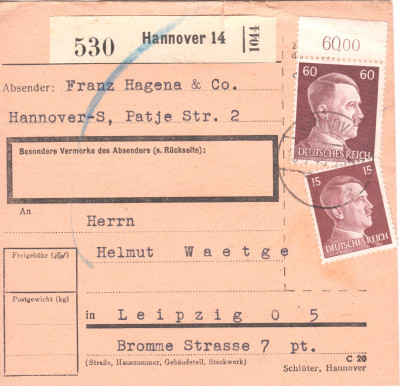 530 Hannover 14 1044
60,00
Absender: Franz Hagena & Co.
Hannover-S, Patje Str. 2
60 60
DEUTSCHES REICH
Besondere Vermerke des Absenders (s. Rückseite):
15 15
DEUTSCHES REICH
An
Herrn
Freigebühr (Rpf)
Helmut Waetge
Postgewicht (kg)
in Leipzig O 5
Bromme Strasse 7 pt.
(Straße, Hausnummer, Gebäudeteil, Stockwerk)
C 20
Schlüter, Hannover